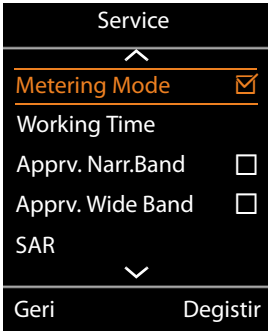 Service
Metering Mode
Working Time
Apprv. Narr.Band
Apprv. Wide Band
SAR
Geri Degistir